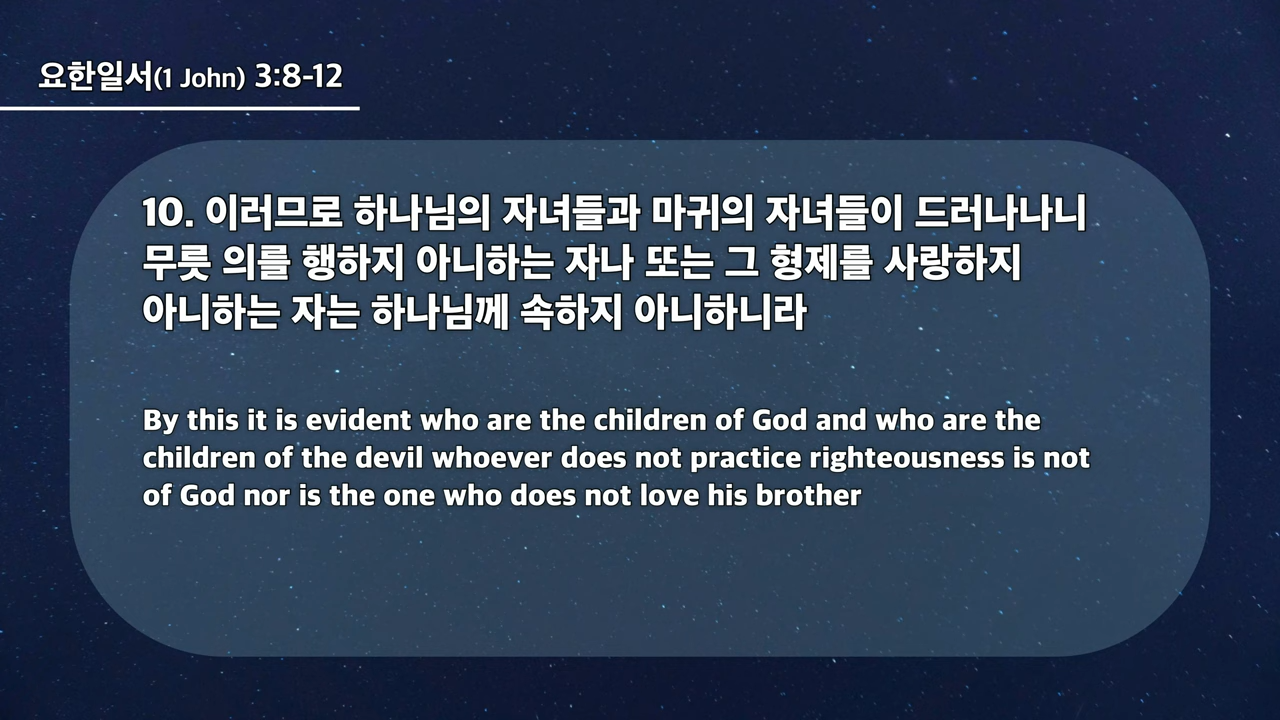 요한일서(1 John) 3:8-12
10. 이러므로 하나님의 자녀들과 마귀의 자녀들이 드러나나니
무릇 의를 행하지 아니하는 자나 또는 그 형제를 사랑하지
아니하는 자는 하나님께 속하지 아니하니라
By this it is evident who are the children of God and who are the
children of the devil whoever does not practice righteousness is not
of God nor is the one who does not love his brother